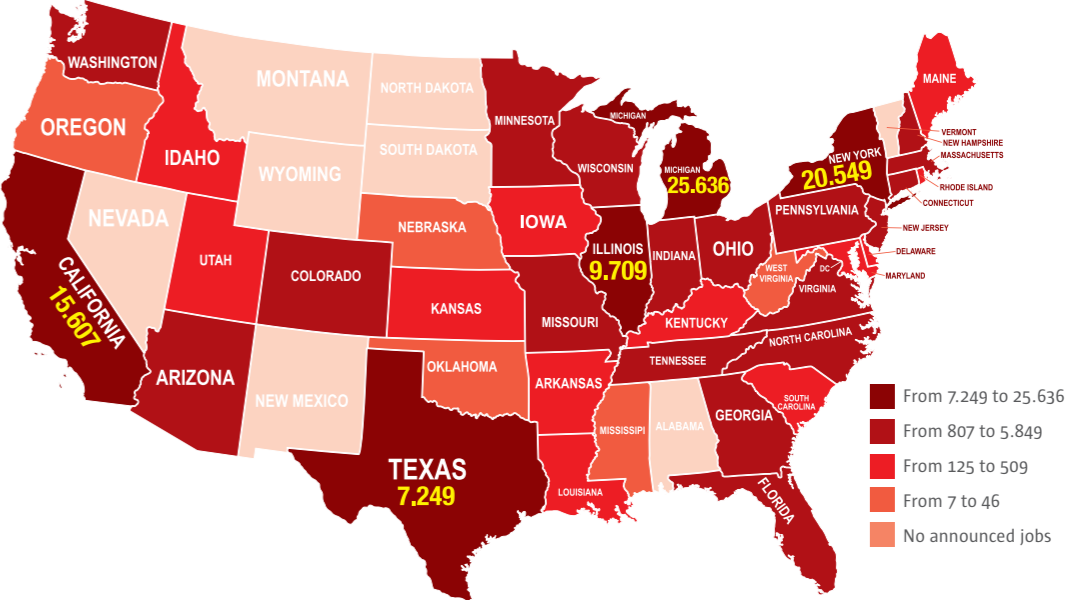 WASHINGTON
MONTANA
NORTH DAKOTA
MINNESOTA
MICHIGAN
MAINE
OREGON
IDAHO
SOUTH DAKOTA
WISCONSIN
MICHIGAN
25.636
NEW YORK
20.549
VERMONT
NEW HAMPSHIRE
MASSACHUSETTS
RHODE ISLAND
CONNECTICUT
WYOMING
NEVADA
NEBRASKA
IOWA
PENNSYLVANIA
NEW JERSEY
UTAH
COLORADO
ILLINOIS
9.709
INDIANA
OHIO
DELAWARE
MARYLAND
WEST
VIRGINIA
DC
VIRGINIA
CALIFORNIA
15.607
KANSAS
MISSOURI
KENTUCKY
NORTH CAROLINA
ARIZONA
NEW MEXICO
OKLAHOMA
ARKANSAS
TENNESSEE
SOUTH
CAROLINA
MISSISSIPI
ALABAMA
GEORGIA
TEXAS
7.249
LOUISIANA
FLORIDA
From 7.249 to 25.636
From 807 to 5.849
From 125 to 509
From 7 to 46
No announced jobs